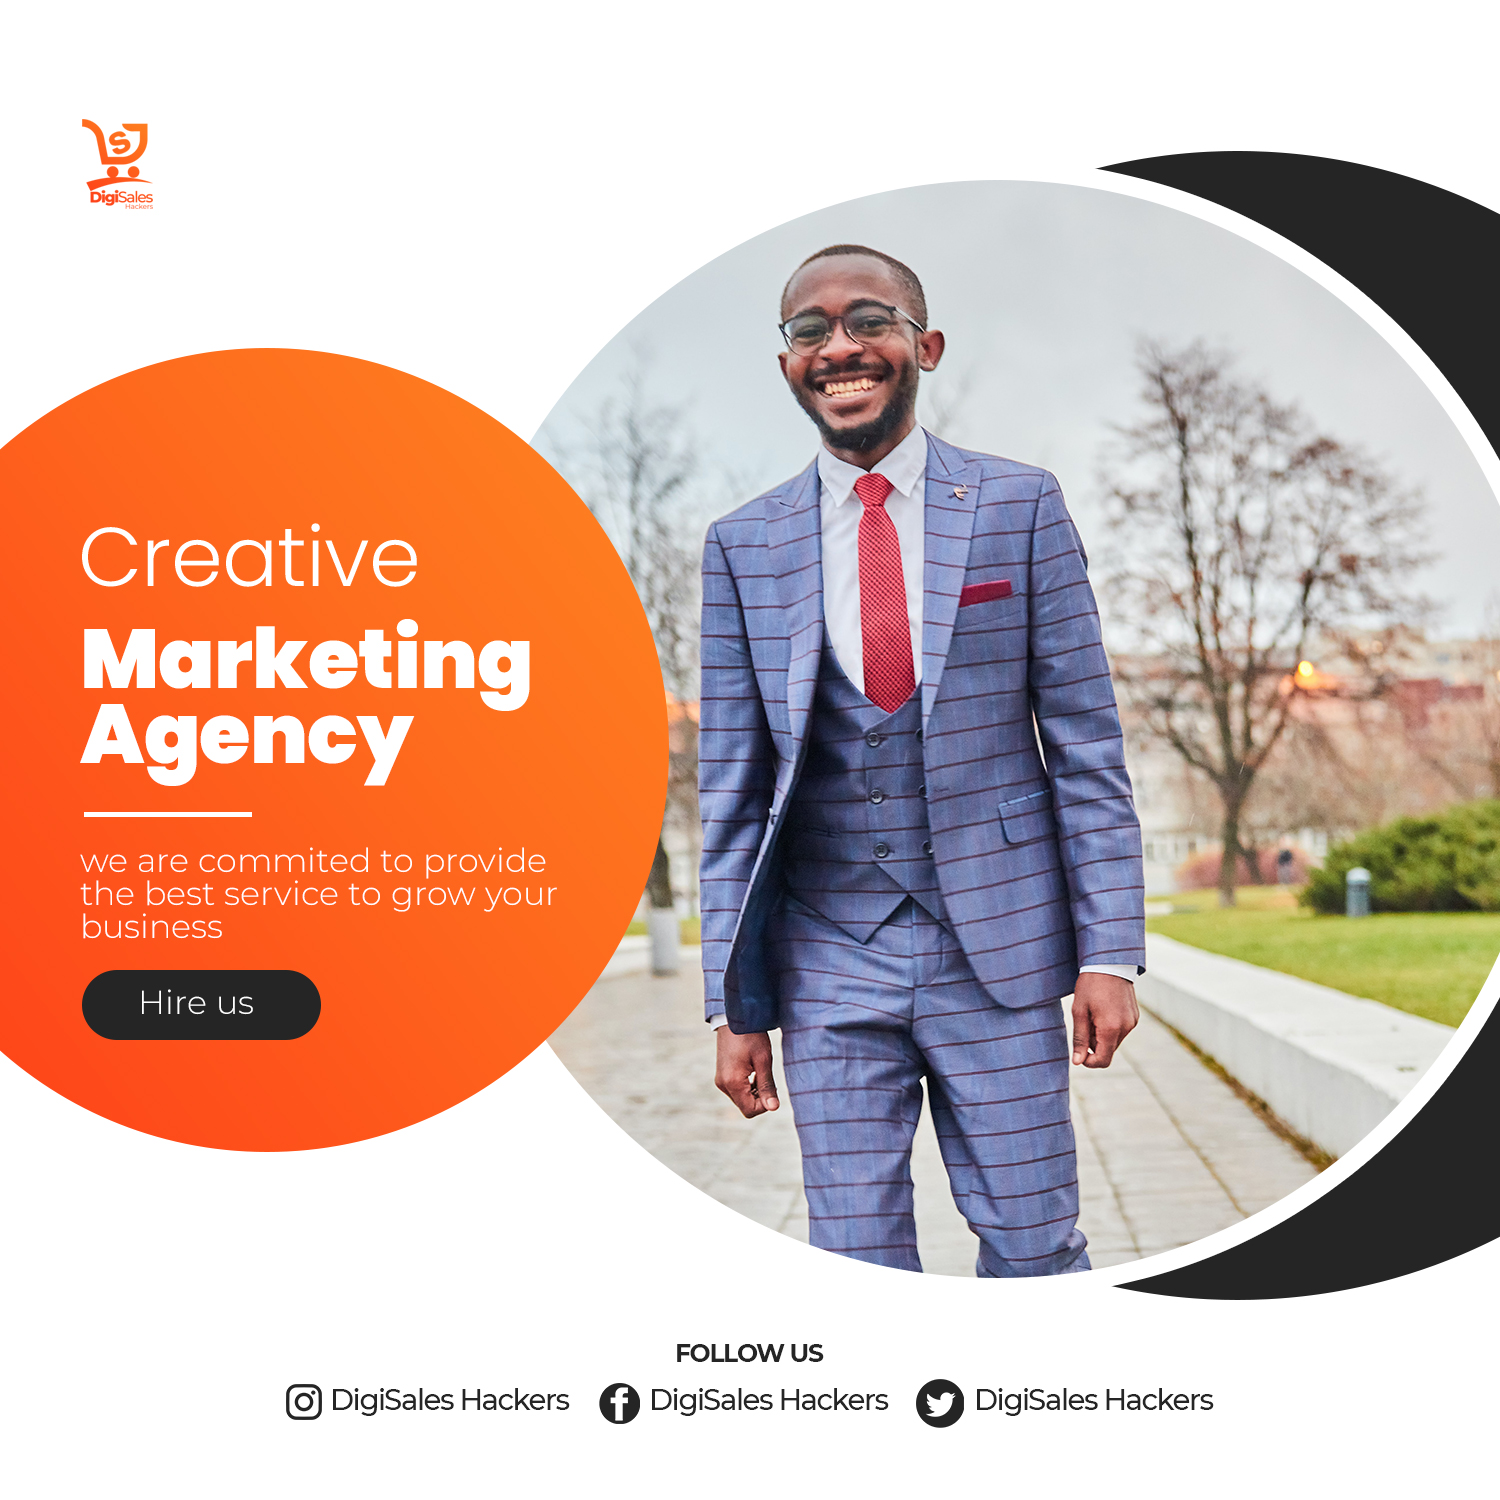 DigiSales
Hackers
Creative
Marketing
Agency
we are commited to provide
the best service to grow your
business
Hire us
FOLLOW US
DigiSales Hackers DigiSales Hackers DigiSales Hackers